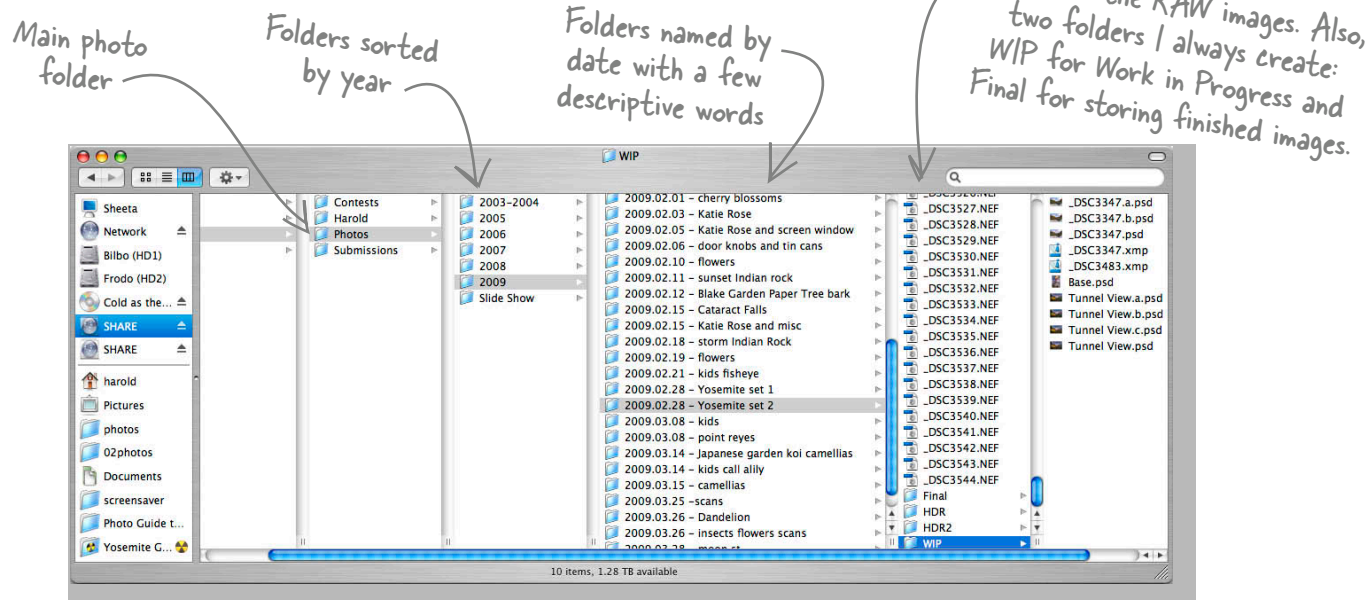 Main photo
folder
Folders sorted
by year
Folders named by
date with a few
descriptive words
the RAW images. Also,
two folders I always create:
WIP for Work in Progress and
Final for storing finished images.
WIP
Sheeta
Network
Bilbo (HD1)
Frodo (HD2)
Cold as the...
SHARE
SHARE
harold
Pictures
photos
02photos
Documents
screensaver
Photo Guide t...
Yosemite G...
Contests
Harold
Photos
Submissions
2003-2004
2005
2006
2007
2008
2009
Slide Show
2009.02.01 – cherry blossoms
2009.02.03 – Katie Rose
2009.02.05 – Katie Rose and screen window
2009.02.06 – door knobs and tin cans
2009.02.10 – flowers
2009.02.11 – sunset Indian rock
2009.02.12 – Blake Garden Paper Tree bark
2009.02.15 – Cataract Falls
2009.02.15 – Katie Rose and misc
2009.02.18 – storm Indian Rock
2009.02.19 – flowers
2009.02.21 – kids fisheye
2009.02.28 – Yosemite set 1
2009.02.28 – Yosemite set 2
2009.03.08 – kids
2009.03.08 – point reyes
2009.03.14 – Japanese garden koi camellias
2009.03.14 – kids call alily
2009.03.15 – camellias
2009.03.25 –scans
2009.03.26 – Dandelion
2009.03.26 – insects flowers scans
_DSC3527.NEF
_DSC3528.NEF
_DSC3529.NEF
_DSC3530.NEF
_DSC3531.NEF
_DSC3532.NEF
_DSC3533.NEF
_DSC3534.NEF
_DSC3535.NEF
_DSC3536.NEF
_DSC3537.NEF
_DSC3538.NEF
_DSC3539.NEF
_DSC3540.NEF
_DSC3541.NEF
_DSC3542.NEF
_DSC3543.NEF
_DSC3544.NEF
Final
HDR
HDR2
WIP
_DSC3347.a.psd
_DSC3347.b.psd
_DSC3347.psd
_DSC3347.xmp
_DSC3483.xmp
Base.psd
Tunnel View.a.psd
Tunnel View.b.psd
Tunnel View.c.psd
Tunnel View.psd
10 items, 1.28 TB available